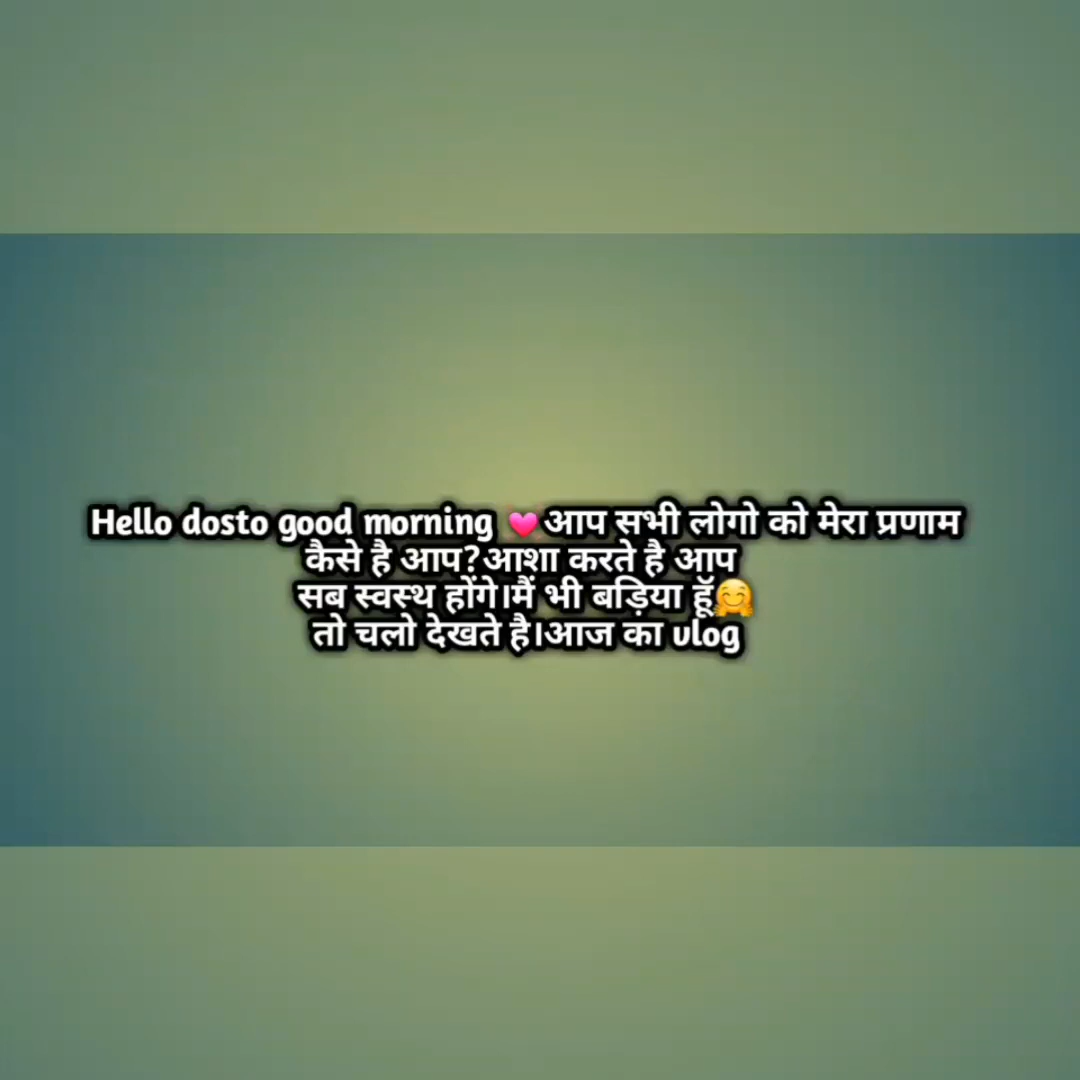 Hello dosto good morning 💓आप सभी लोगो को मेरा प्रणाम
कैसे है आप?आशा करते है आप
सब स्वस्थ होंगे।मैं भी बड़िया हूॅ🤗
तो चलो देखते है।आज का vlog